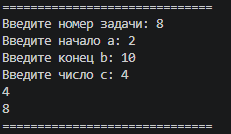 ==============================
Введите номер задачи: 8
Введите начало a: 2
Введите конец b: 10
Введите число c: 4
4
8
==============================